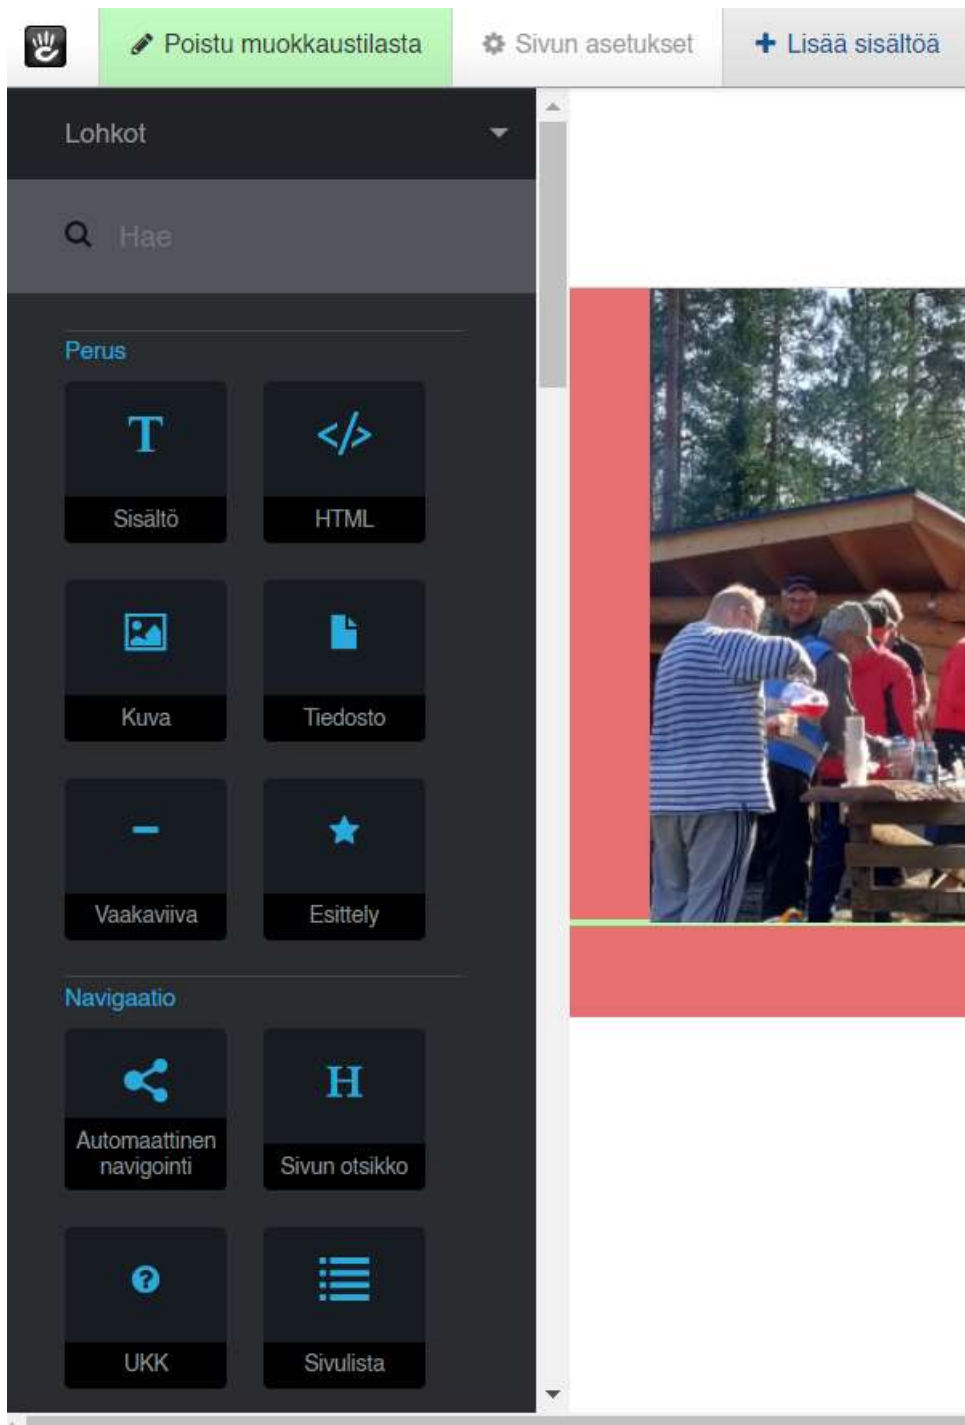 Poistu muokkaustilasta
Sivun asetukset
Lisää sisältöä
Lohkot
Hae
Perus
Sisältö
HTML
Kuva
Tiedosto
Vaakaviiva
Esittely
Navigaatio
Automaattinen
navigointi
Sivun otsikko
UKK
Sivulista